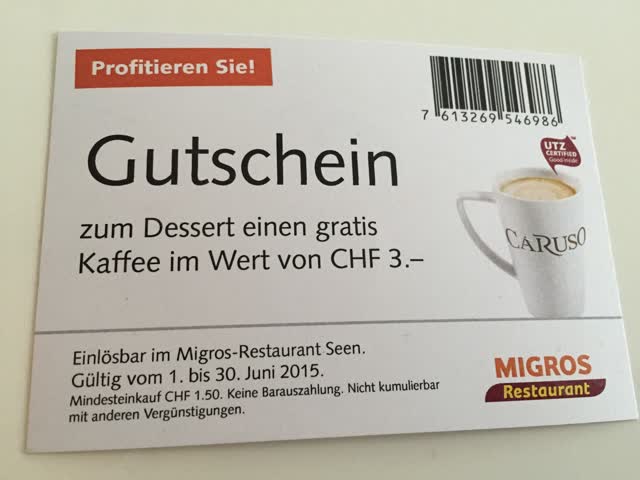 Profitieren Sie!
7 613269 546986
UTZ
CERTIFIED
Good inside
Gutschein
zum Dessert einen gratis
Kaffee im Wert von CHF 3.–
CARUSO
Einlösbar im Migros-Restaurant Seen.
Gültig vom 1. bis 30. Juni 2015.
Mindesteinkauf CHF 1.50. Keine Barauszahlung. Nicht kumulierbar
mit anderen Vergünstigungen.
MIGROS
Restaurant